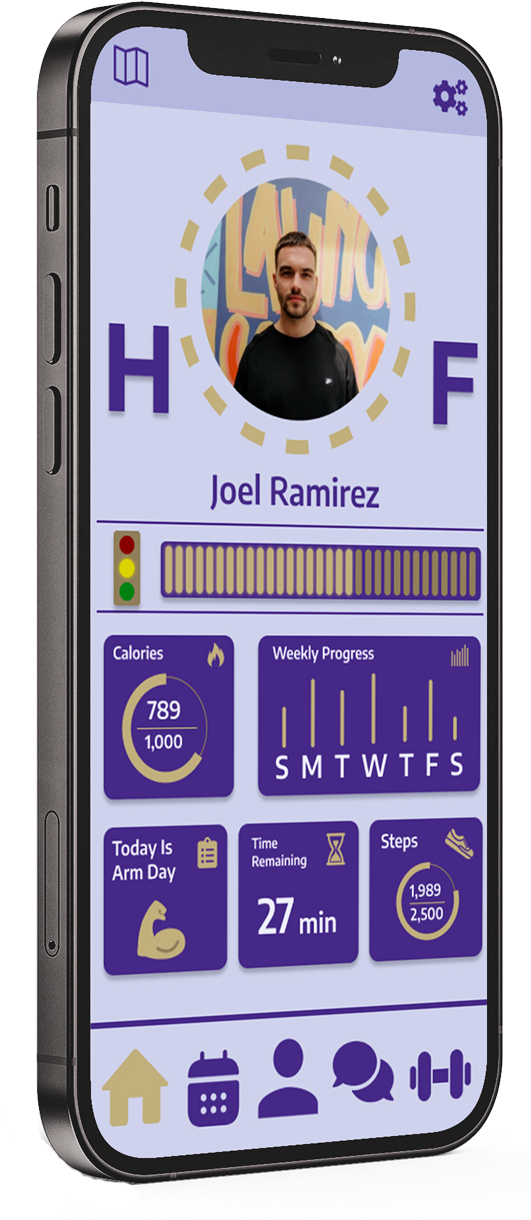 H F
Joel Ramirez
Calories
789
1,000
Weekly Progress
S M T W T F S
Today Is
Arm Day
Time
Remaining
27 min
Steps
1,989
2,500